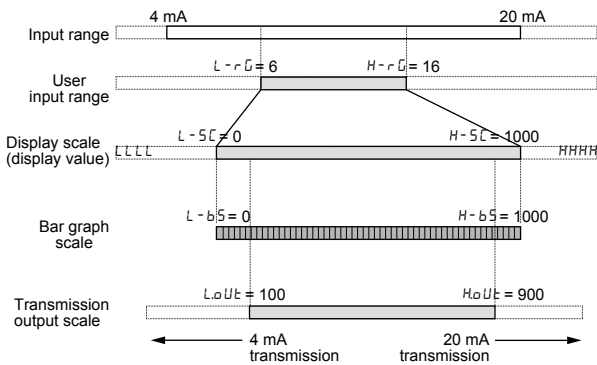 4 mA 20 mA
Input range
L-rG = 6 H-rG = 16
User
input range
L-SC = 0 H-SC = 1000
Display scale
(display value)
LLLL HHHH
L-bS = 0 H-bS = 1000
Bar graph
scale
L.oUt = 100 H.oUt = 900
Transmission
output scale
4 mA
transmission
20 mA
transmission